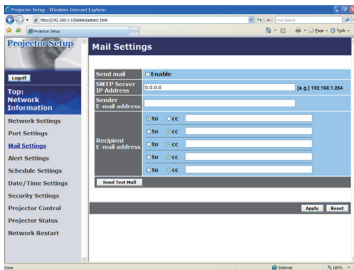 Projector Setup - Windows Internet Explorer
Live Search
Projector Setup
Page
Tools
Projector Setup
Logoff
Top:
Network
Information
Network Settings
Port Settings
Mail Settings
Alert Settings
Schedule Settings
Date/Time Settings
Security Settings
Projector Control
Projector Status
Network Restart
Mail Settings
Send mail
Enable
SMTP Server
IP Address
0.0.0.0
[e.g.] 192.168.1.254
Sender
E-mail address
Recipient
E-mail address
to cc
to cc
to cc
to cc
to cc
Send Test Mail
Apply Reset
Done
Internet
100%